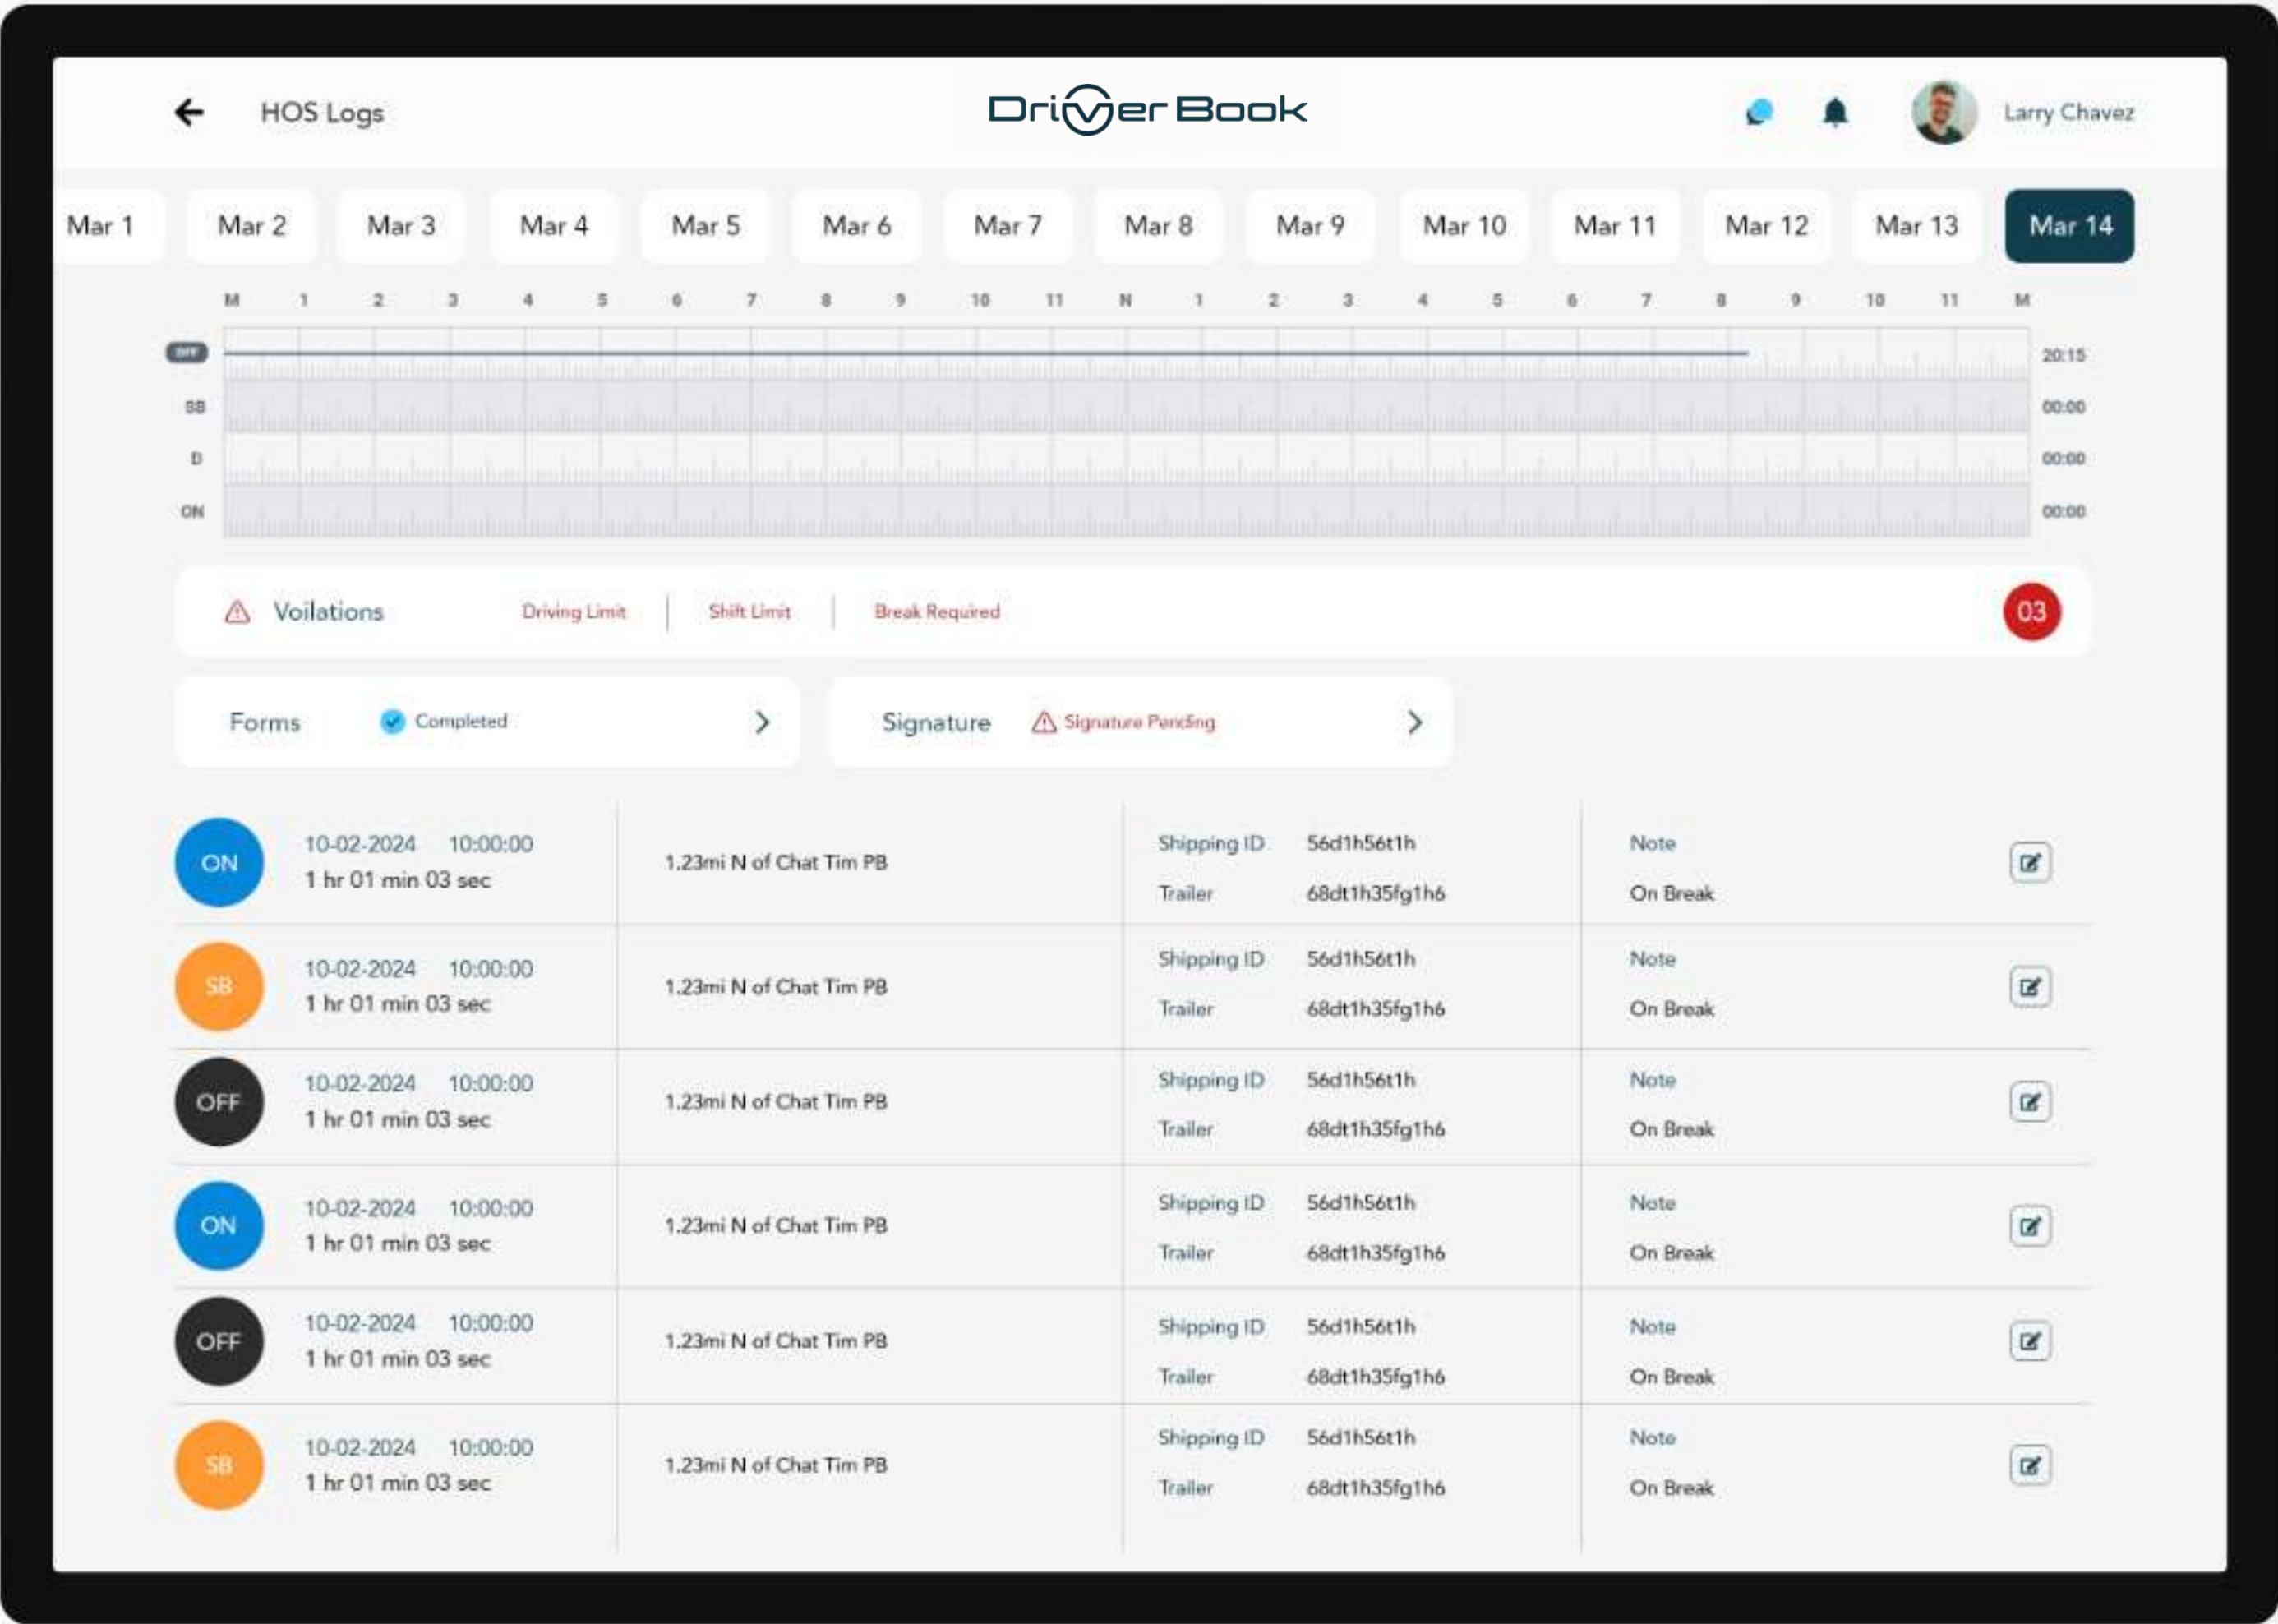 HOS Logs
Driver Book
Larry Chavez
Mar 1 Mar 2 Mar 3 Mar 4 Mar 5 Mar 6 Mar 7 Mar 8 Mar 9 Mar 10 Mar 11 Mar 12 Mar 13 Mar 14
M 1 2 3 4 5 6 7 8 9 10 11 N 1 2 3 4 5 6 7 8 9 10 11 M
OFF 20:15
SB 00:00
D 00:00
ON 00:00
Voilations Driving Limit Shift Limit Break Required 03
Forms Completed Signature Signature Pending
ON
10-02-2024 10:00:00
1 hr 01 min 03 sec
1.23mi N of Chat Tim PB
Shipping ID 56d1h56t1h
Trailer 68dt1h35fg1h6
Note
On Break
SB
10-02-2024 10:00:00
1 hr 01 min 03 sec
1.23mi N of Chat Tim PB
Shipping ID 56d1h56t1h
Trailer 68dt1h35fg1h6
Note
On Break
OFF
10-02-2024 10:00:00
1 hr 01 min 03 sec
1.23mi N of Chat Tim PB
Shipping ID 56d1h56t1h
Trailer 68dt1h35fg1h6
Note
On Break
ON
10-02-2024 10:00:00
1 hr 01 min 03 sec
1.23mi N of Chat Tim PB
Shipping ID 56d1h56t1h
Trailer 68dt1h35fg1h6
Note
On Break
OFF
10-02-2024 10:00:00
1 hr 01 min 03 sec
1.23mi N of Chat Tim PB
Shipping ID 56d1h56t1h
Trailer 68dt1h35fg1h6
Note
On Break
SB
10-02-2024 10:00:00
1 hr 01 min 03 sec
1.23mi N of Chat Tim PB
Shipping ID 56d1h56t1h
Trailer 68dt1h35fg1h6
Note
On Break